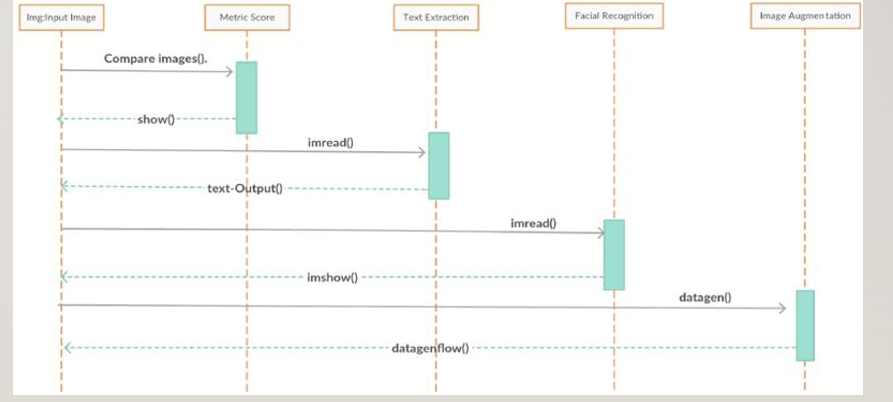 Img:Input Image
Metric Score
Text Extraction
Facial Recognition
Image Augmentation
Compare images().
show()
imread()
text-Output()
imread()
imshow()
datagen()
datagenflow()